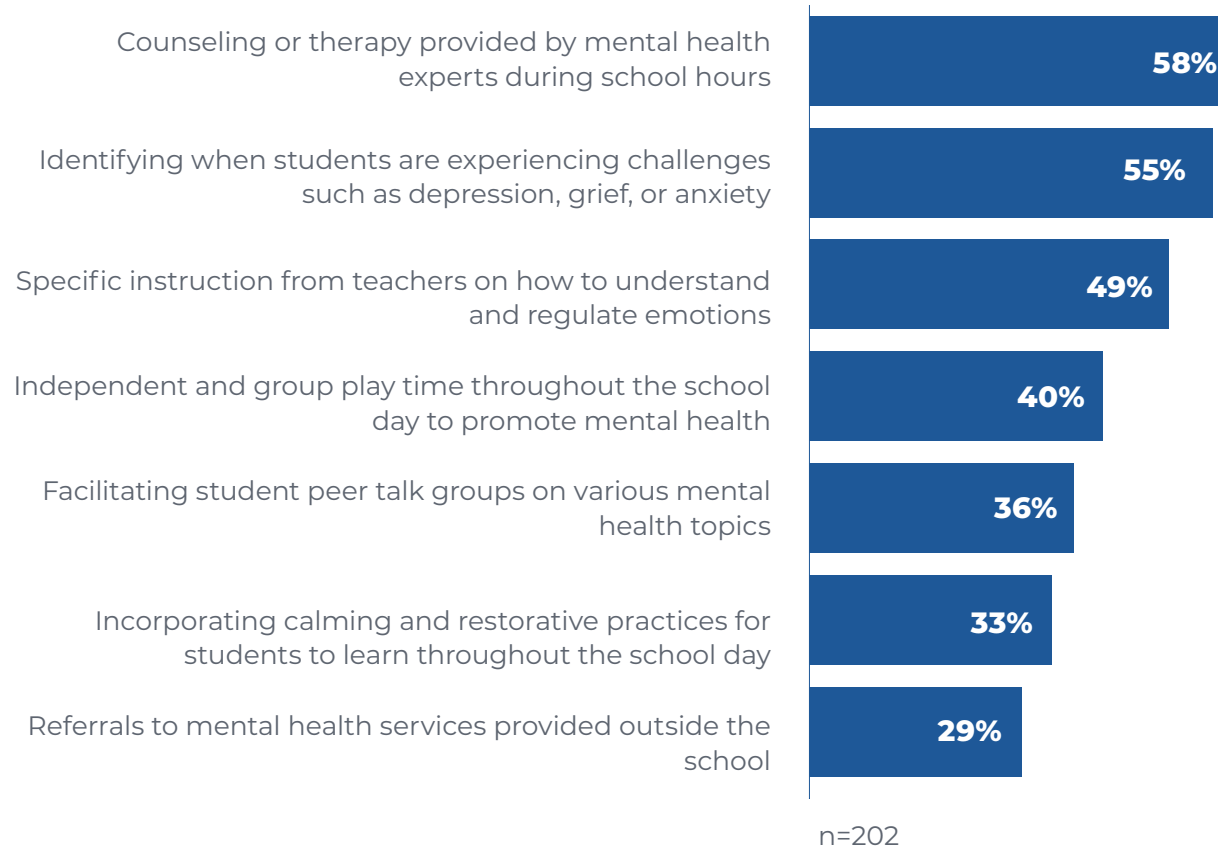 Counseling or therapy provided by mental health
experts during school hours
58%
Identifying when students are experiencing challenges
such as depression, grief, or anxiety
55%
Specific instruction from teachers on how to understand
and regulate emotions
49%
Independent and group play time throughout the school
day to promote mental health
40%
Facilitating student peer talk groups on various mental
health topics
36%
Incorporating calming and restorative practices for
students to learn throughout the school day
33%
Referrals to mental health services provided outside the
school
29%
n=202